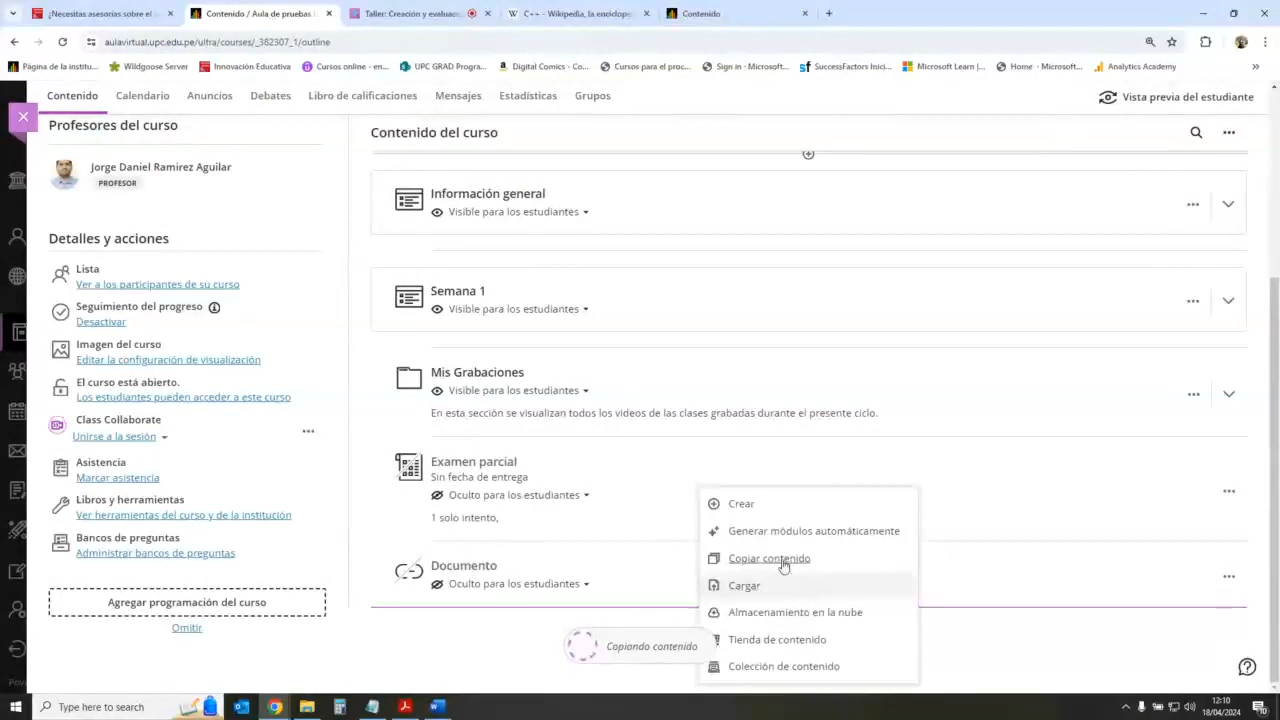 ¿Necesitas asesorías sobre el
Contenido / Aula de pruebas
Taller: Creación y evaluac
C++ - Wikipedia, la enciclope
Contenido
aulavirtual.upc.edu.pe/ultra/courses/_382307_1/outline
Página de la institu...
Wildgoose Server
Innovación Educativa
Cursos online - en...
UPC GRAD Progra...
Digital Comics - Co...
Cursos para el proc...
Sign in - Microsoft...
SuccessFactors Inici...
Microsoft Learn |...
Home · Microsoft...
Analytics Academy
»
Contenido
Calendario
Anuncios
Debates
Libro de calificaciones
Mensajes
Estadísticas
Grupos
Vista previa del estudiante
Profesores del curso
Jorge Daniel Ramirez Aguilar
PROFESOR
Detalles y acciones
Lista
Ver a los participantes de su curso
Seguimiento del progreso
Desactivar
Imagen del curso
Editar la configuración de visualización
El curso está abierto.
Los estudiantes pueden acceder a este curso
Class Collaborate
Unirse a la sesión
Asistencia
Marcar asistencia
Libros y herramientas
Ver herramientas del curso y de la institución
Bancos de preguntas
Administrar bancos de preguntas
Agregar programación del curso
Omitir
Contenido del curso
Información general
Visible para los estudiantes
Semana 1
Visible para los estudiantes
Mis Grabaciones
Visible para los estudiantes
En esta sección se visualizan todos los videos de las clases grabadas durante el presente ciclo.
Examen parcial
Sin fecha de entrega
Oculto para los estudiantes
1 solo intento,
Documento
Oculto para los estudiantes
Crear
Generar módulos automáticamente
Copiar contenido
Cargar
Almacenamiento en la nube
Tienda de contenido
Colección de contenido
Copiando contenido
Type here to search
12:10
18/04/2024